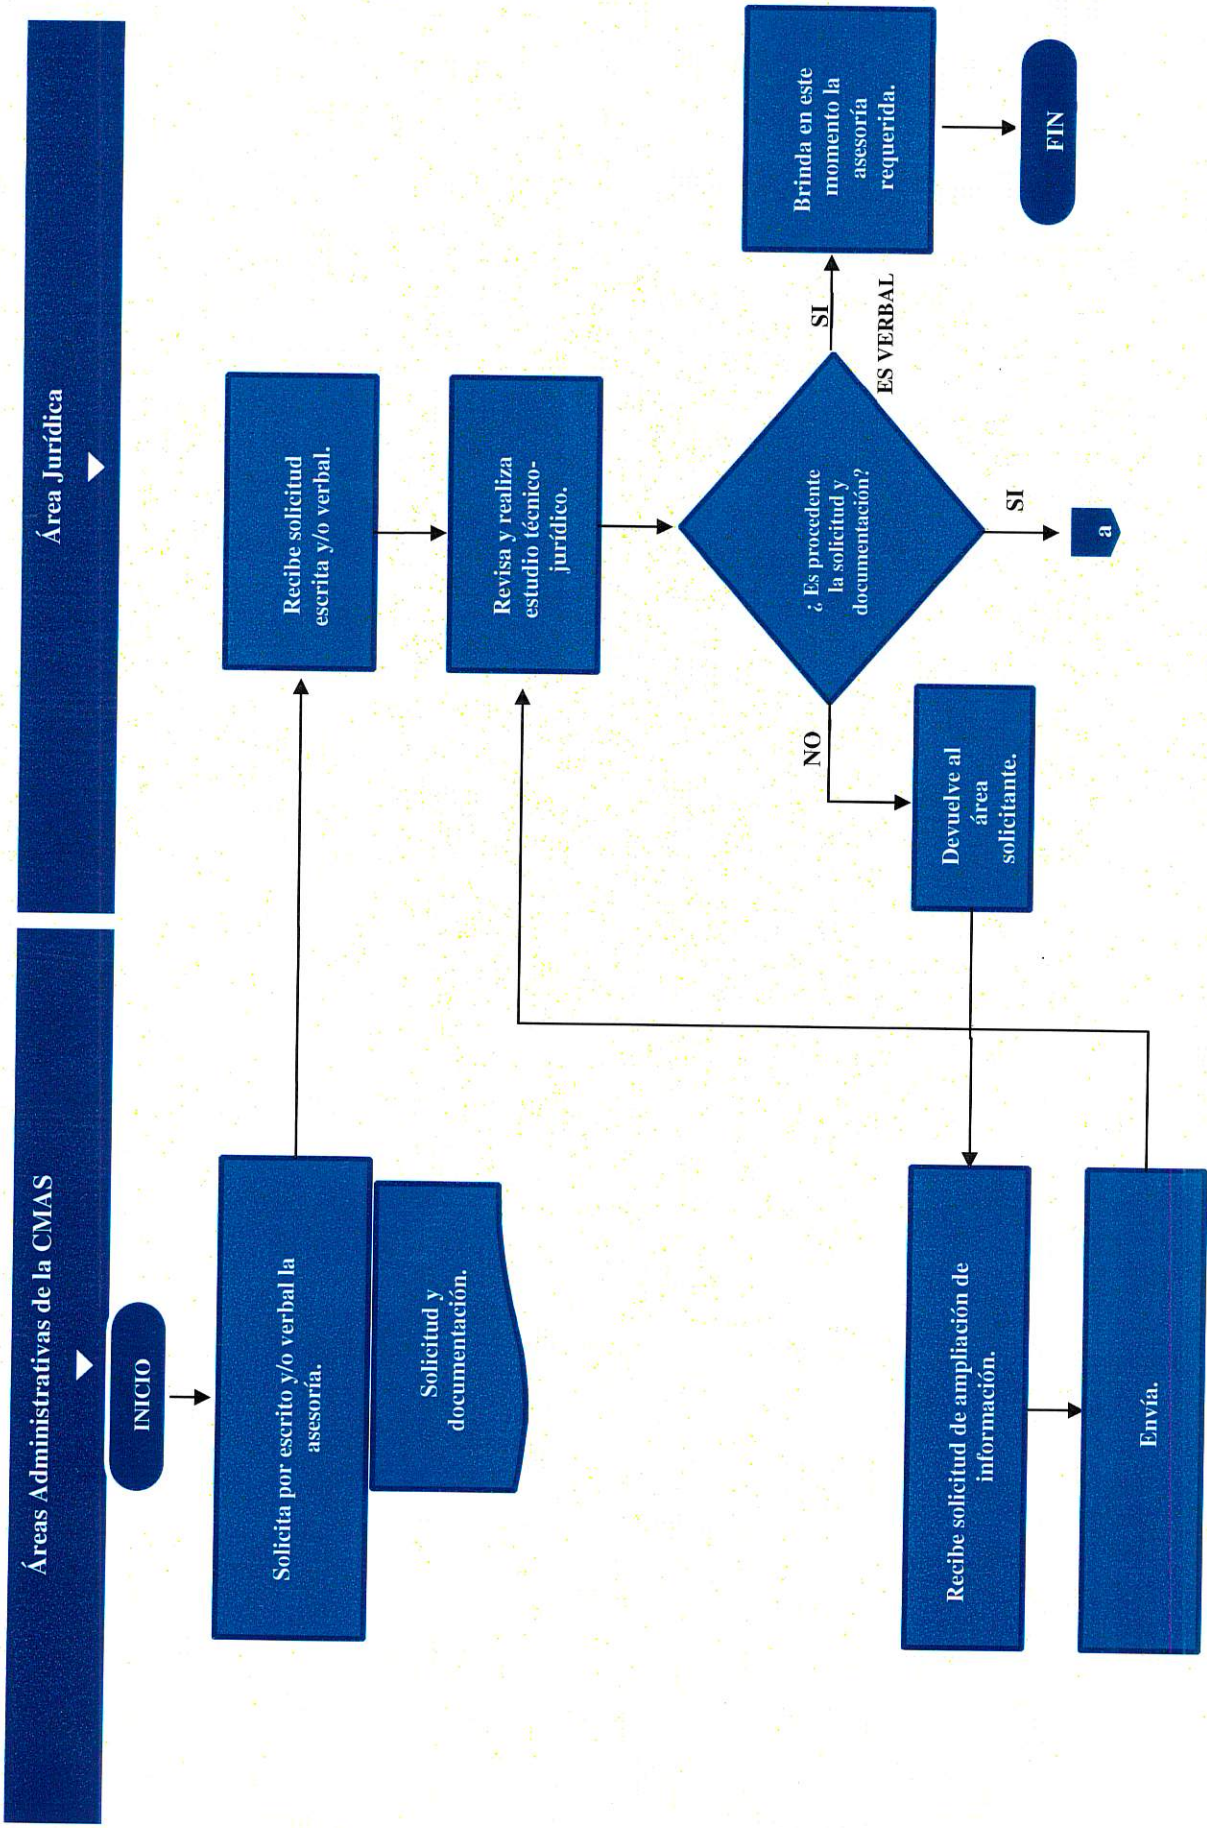 Áreas Administrativas de la CMAS
Área Jurídica
INICIO
Solicita por escrito y/o verbal la
asesoría.
Solicitud y
documentación.
Recibe solicitud
escrita y/o verbal.
Revisa y realiza
estudio técnico-
jurídico.
¿ Es procedente
la solicitud y
documentación?
SI
ES VERBAL
Brinda en este
momento la
asesoría
requerida.
FIN
NO
Devuelve al
área
solicitante.
SI
a
Recibe solicitud de ampliación de
información.
Envía.